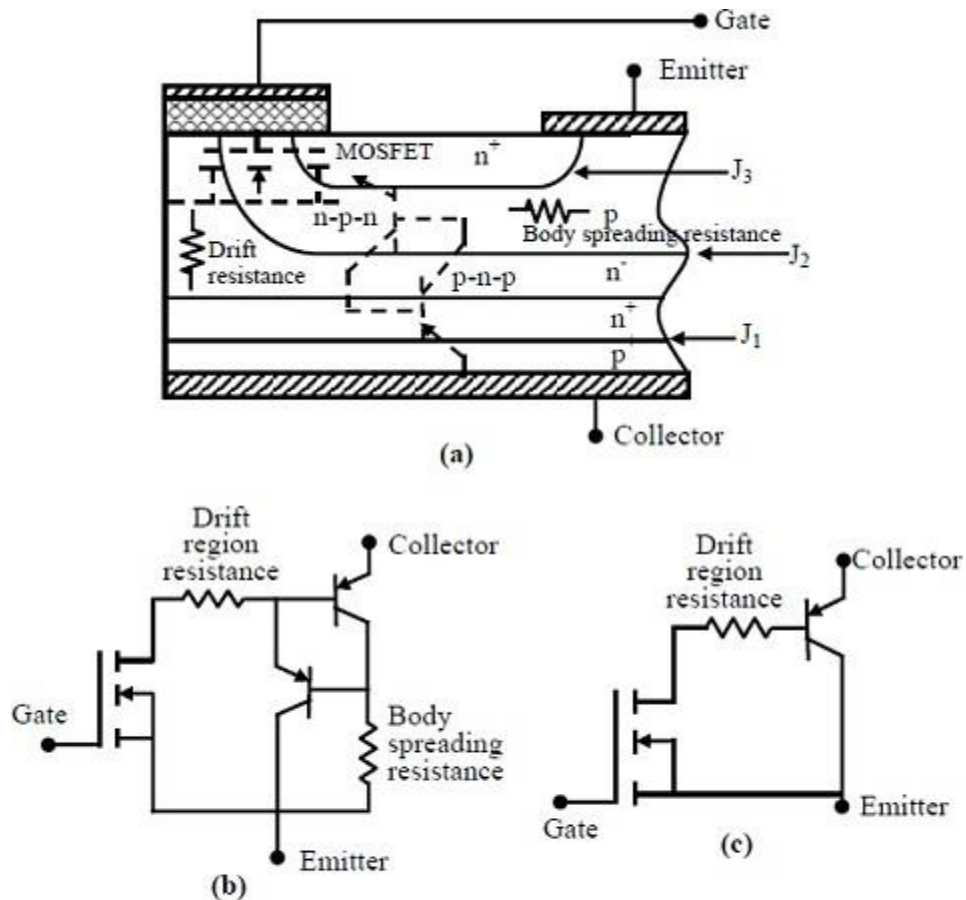 Gate
Emitter
MOSFET
n+
J3
n-p-n
p
Body spreading resistance
Drift
resistance
J2
p-n-p
n-
n+
J1
p+
Collector
(a)
Drift
region
resistance
Collector
Gate
Body
spreading
resistance
Emitter
(b)
Drift
region
resistance
Collector
Gate
Emitter
(c)